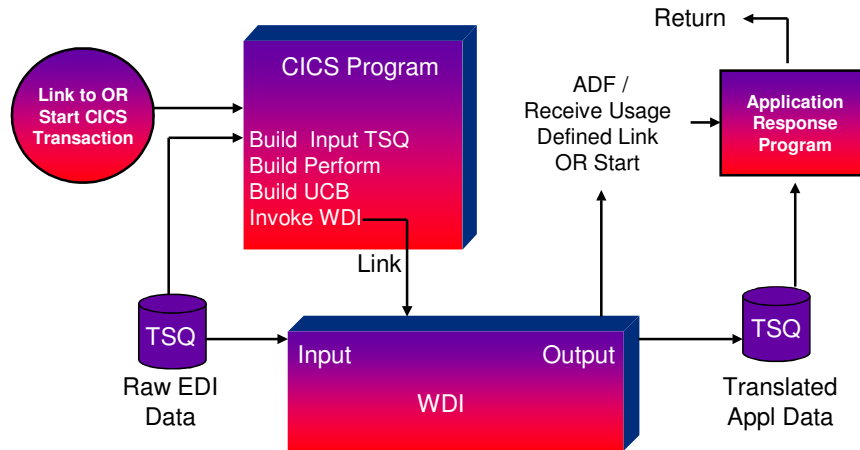 Link to OR
Start CICS
Transaction
CICS Program
Build  Input TSQ
Build Perform
Build UCB
Invoke WDI
Link
ADF /
Receive Usage
Defined Link
OR Start
Return
Application
Response
Program
TSQ
Raw EDI
Data
Input
Output
WDI
TSQ
Translated
Appl Data